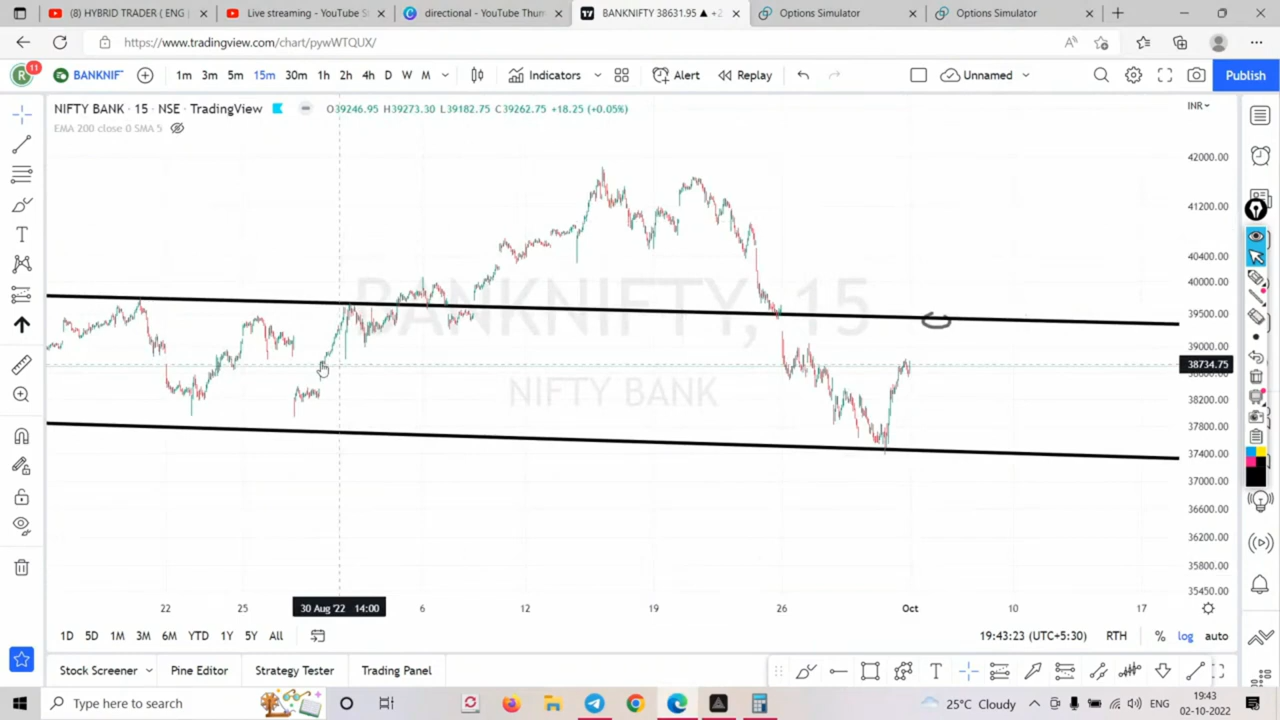 (8) HYBRID TRADER ( ENG |
Live streaming - YouTube S
directional - YouTube Thum
BANKNIFTY 38631.95 ▲ +2
Options Simulator
Options Simulator
https://www.tradingview.com/chart/pywWTQUX/
R 11 BANKNIF 1m 3m 5m 15m 30m 1h 2h 4h D W M Indicators Alert Replay Unnamed Publish
NIFTY BANK · 15 · NSE · TradingView O39246.95 H39273.30 L39182.75 C39262.75 +18.25 (+0.05%)
INR
EMA 200 close 0 SMA 5
42000.00
41200.00
40400.00
40000.00
39500.00
39000.00
38734.75
38200.00
37800.00
37400.00
37000.00
36600.00
36200.00
35800.00
35450.00
BANKNIFTY, 15
NIFTY BANK
22 25 30 Aug '22 14:00 6 12 19 26 Oct 10 17
1D 5D 1M 3M 6M YTD 1Y 5Y All
19:43:23 (UTC+5:30) RTH % log auto
Stock Screener Pine Editor Strategy Tester Trading Panel
Type here to search
25°C Cloudy
ENG
19:43
02-10-2022